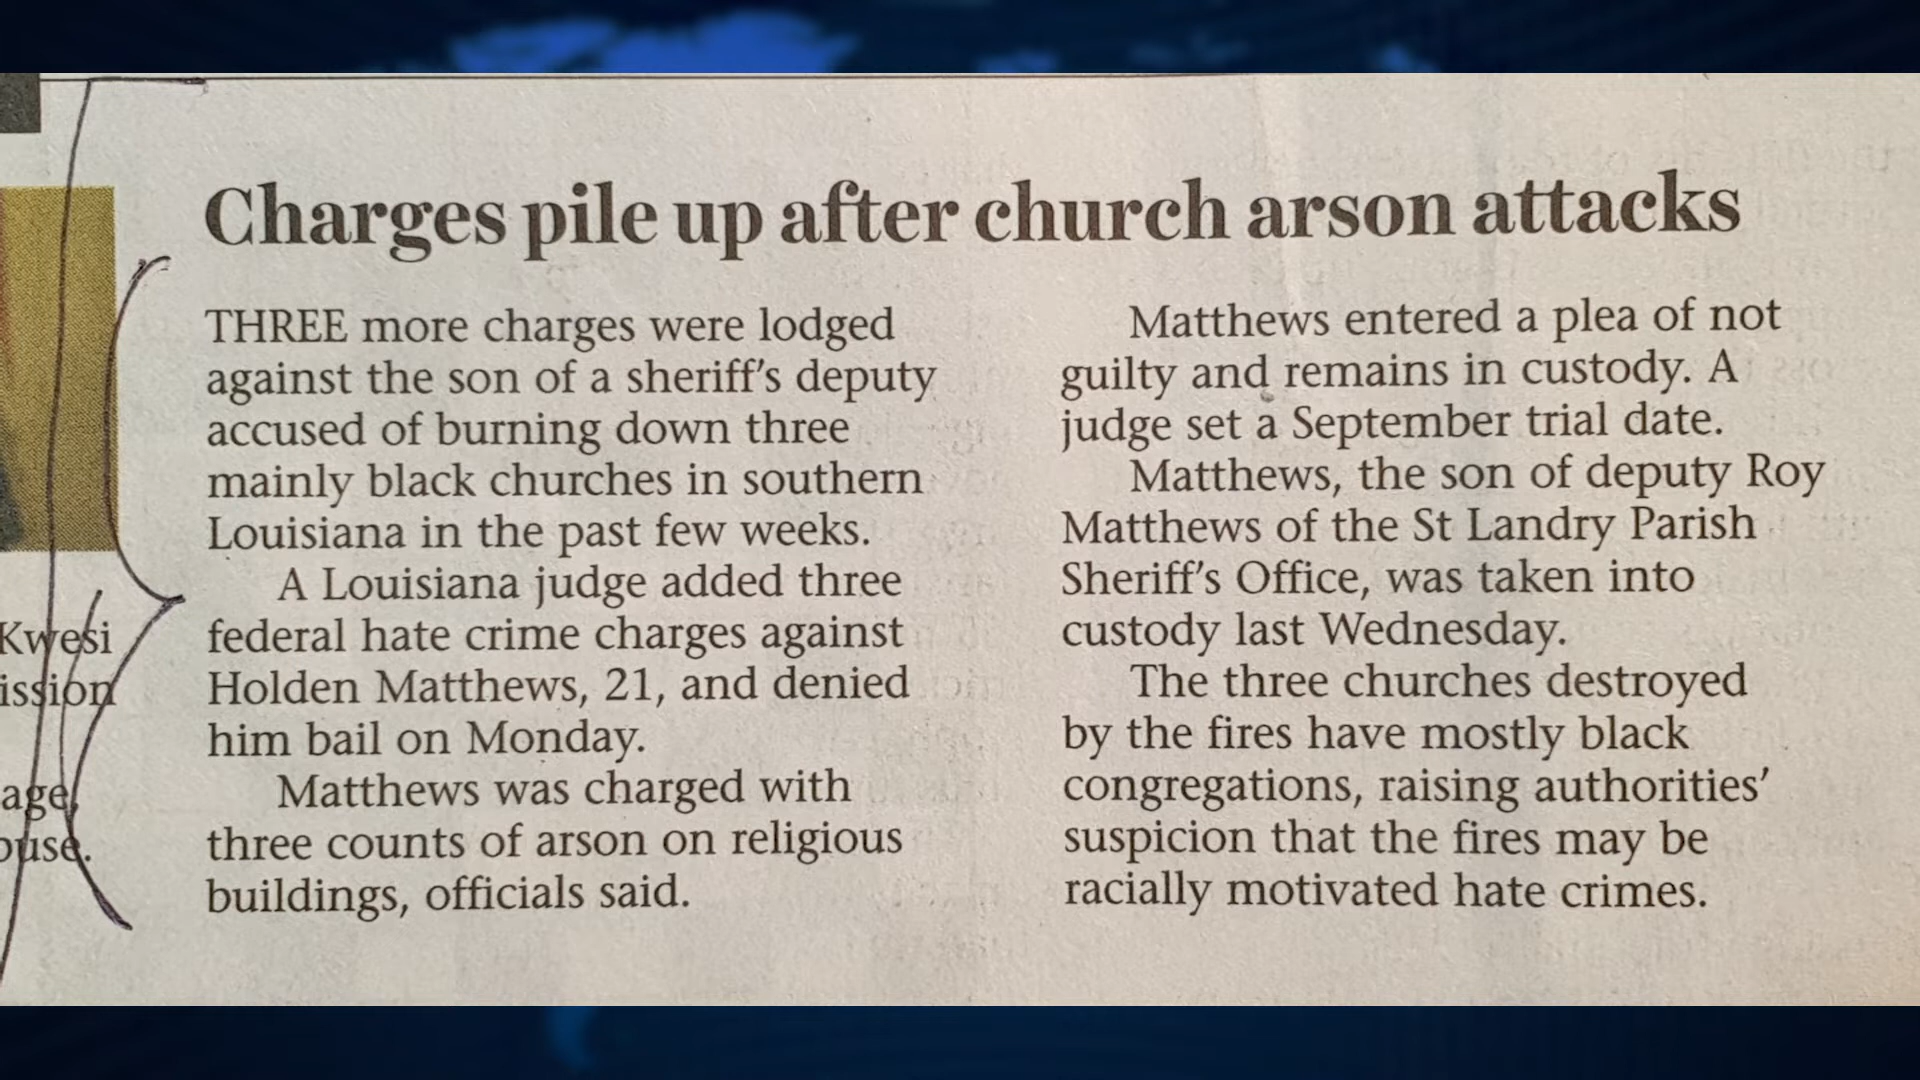 Charges pile up after church arson attacks
THREE more charges were lodged
against the son of a sheriff's deputy
accused of burning down three
mainly black churches in southern
Louisiana in the past few weeks.
A Louisiana judge added three
federal hate crime charges against
Holden Matthews, 21, and denied
him bail on Monday.
Matthews was charged with
three counts of arson on religious
buildings, officials said.
Matthews entered a plea of not
guilty and remains in custody. A
judge set a September trial date.
Matthews, the son of deputy Roy
Matthews of the St Landry Parish
Sheriff's Office, was taken into
custody last Wednesday.
The three churches destroyed
by the fires have mostly black
congregations, raising authorities'
suspicion that the fires may be
racially motivated hate crimes.
Kwesi
ission
age,
ouse.